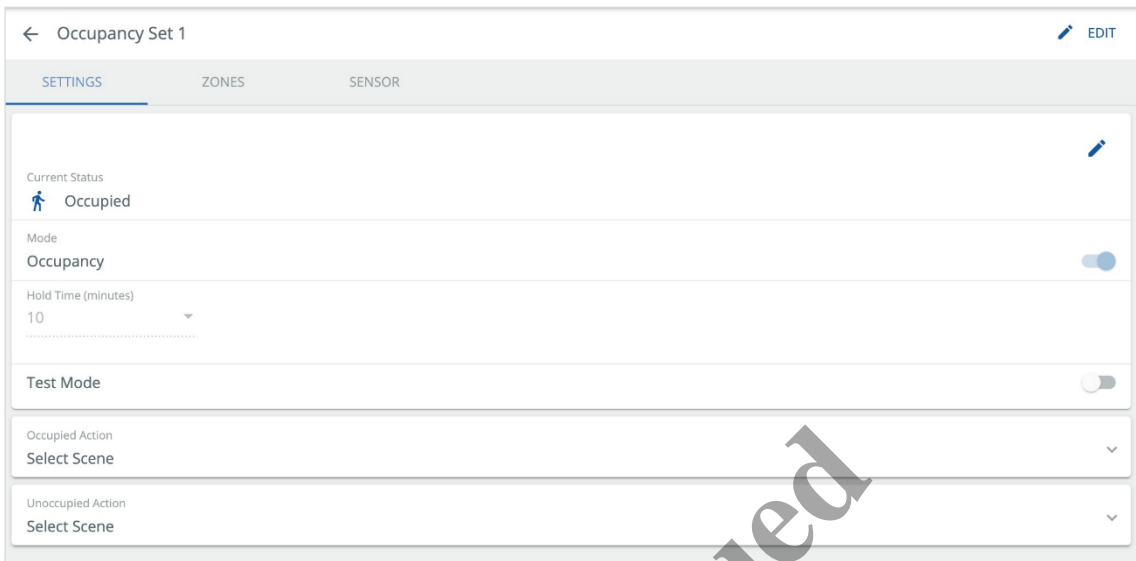 Occupancy Set 1
EDIT
SETTINGS ZONES SENSOR
Current Status
Occupied
Mode
Occupancy
Hold Time (minutes)
10
Test Mode
Occupied Action
Select Scene
Unoccupied Action
Select Scene